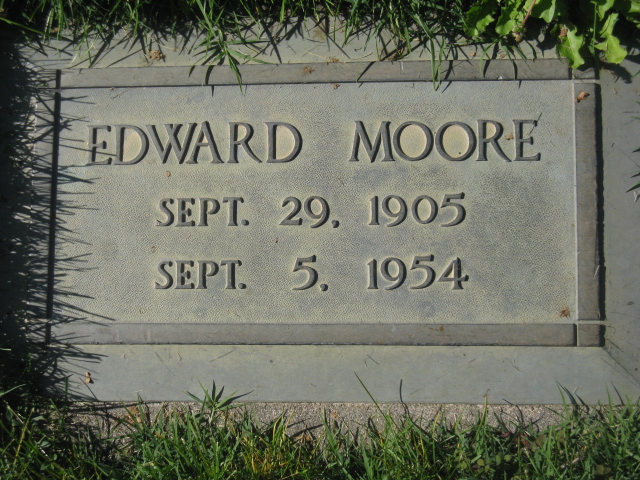 EDWARD MOORE
SEPT. 29, 1905
SEPT. 5, 1954